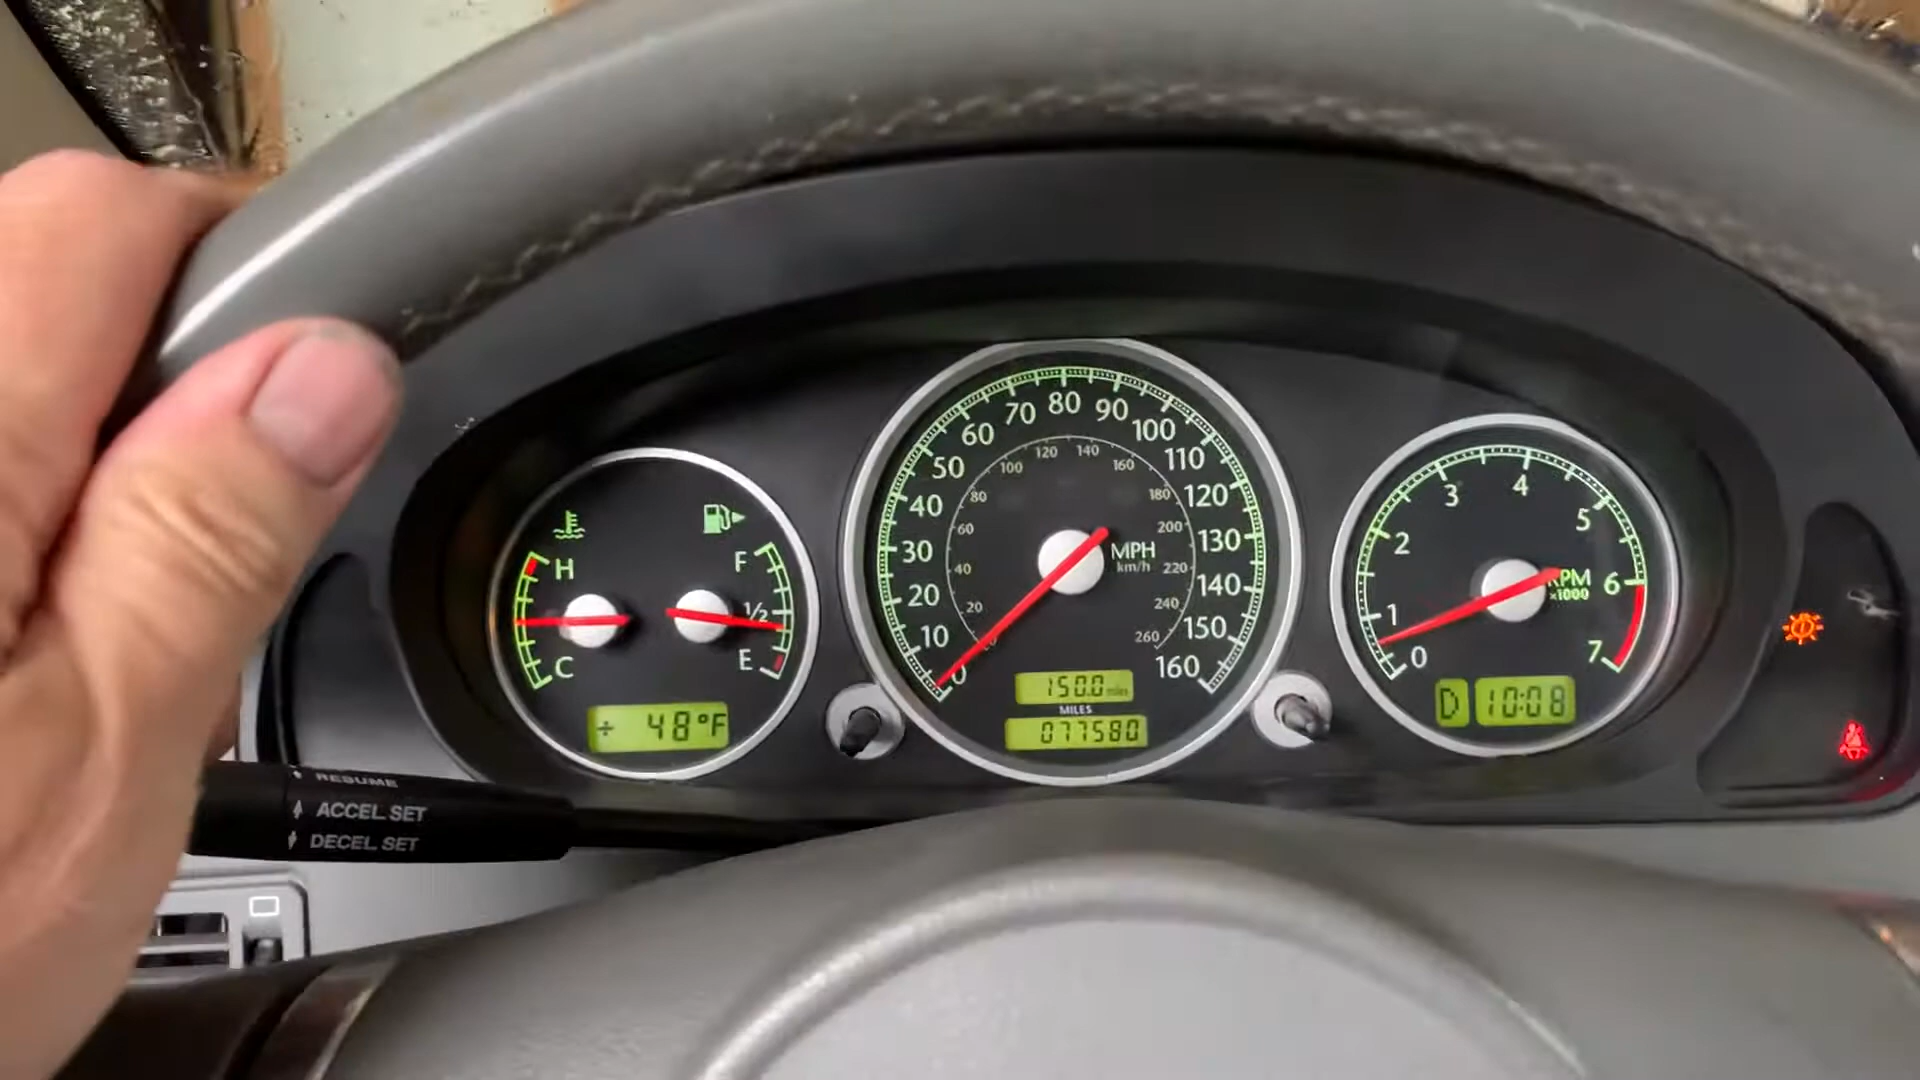 H
C
F
1/2
E
÷ 48°F
0
10
20
30
40
50
60
70
80
90
100
110
120
130
140
150
160
20
40
60
80
100
120
140
160
180
200
220
240
260
MPH
km/h
150.0 miles
MILES
077580
0
1
2
3
4
5
6
7
RPM
×1000
D 10:08
RESUME
ACCEL SET
DECEL SET